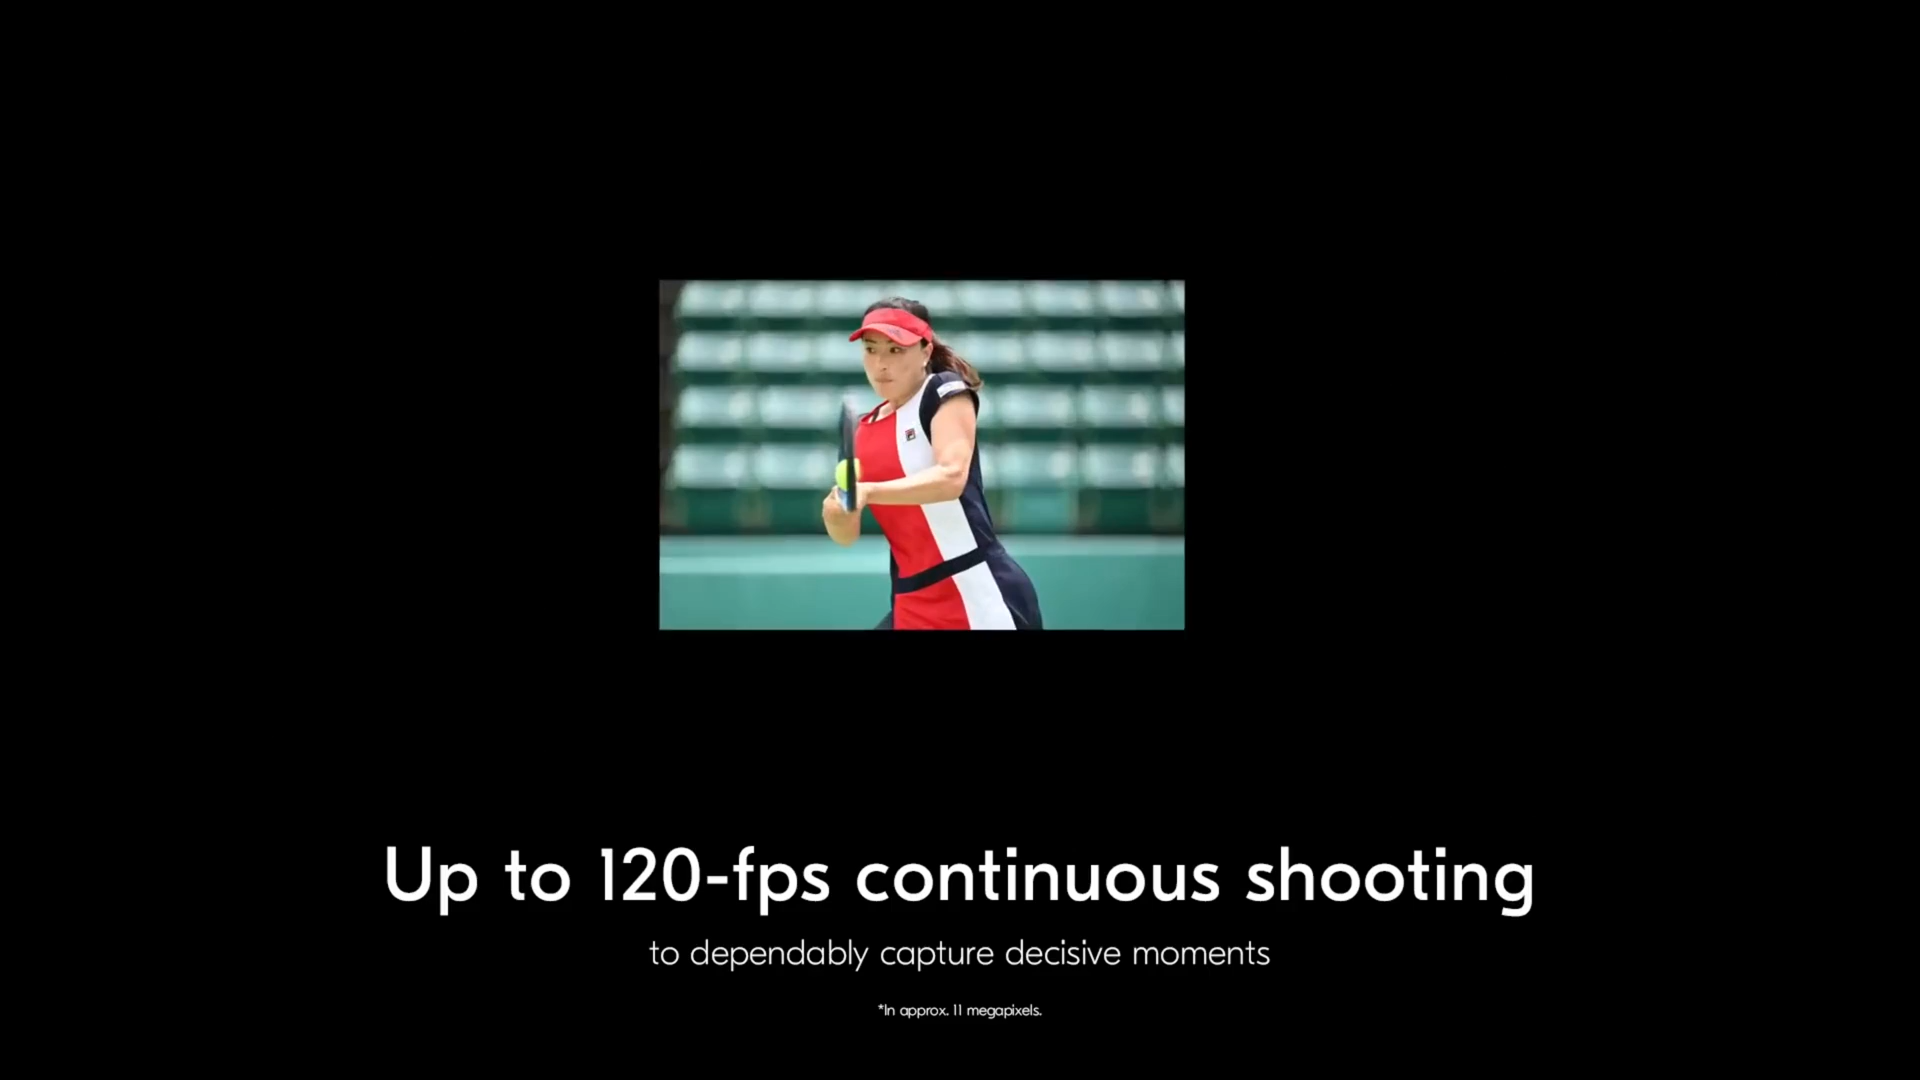 Up to 120-fps continuous shooting
to dependably capture decisive moments
*In approx. 11 megapixels.